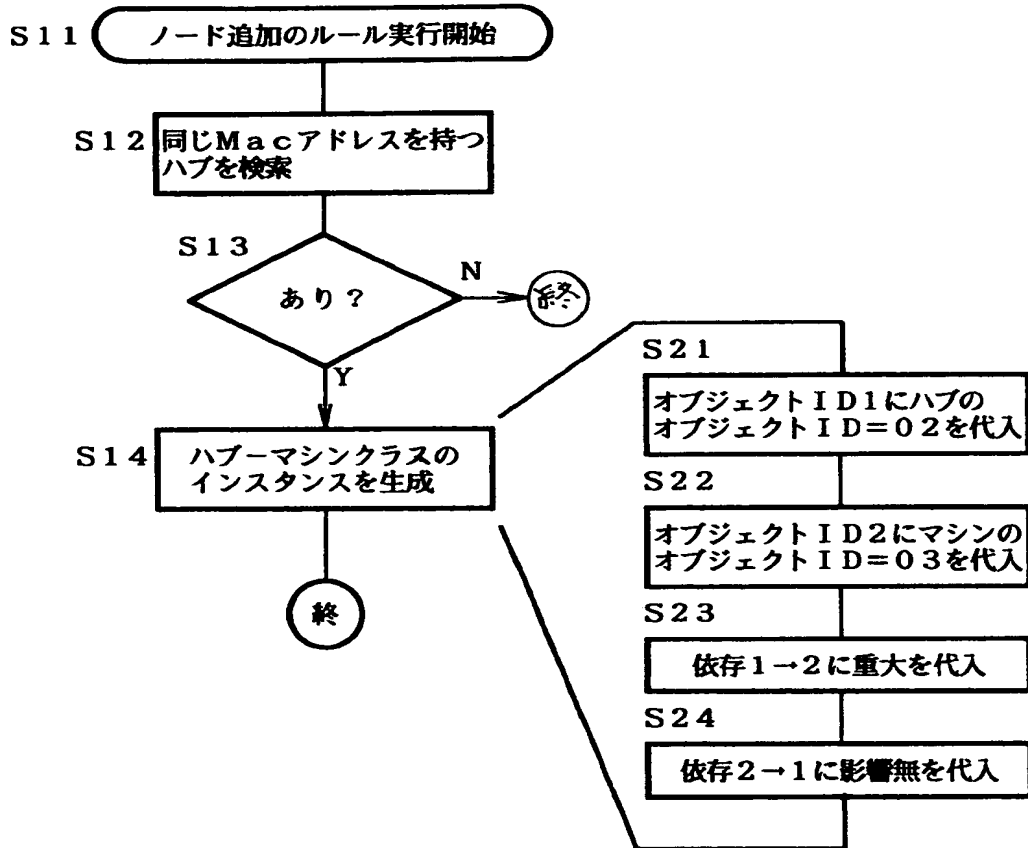 S11 ノード追加のルール実行開始
S12 同じMacアドレスを持つ
ハブを検索
S13
あり?
N
終
Y
S14 ハブーマシンクラスの
インスタンスを生成
終
S21
オブジェクトID1にハブの
オブジェクトID=02を代入
S22
オブジェクトID2にマシンの
オブジェクトID=03を代入
S23
依存1→2に重大を代入
S24
依存2→1に影響無を代入